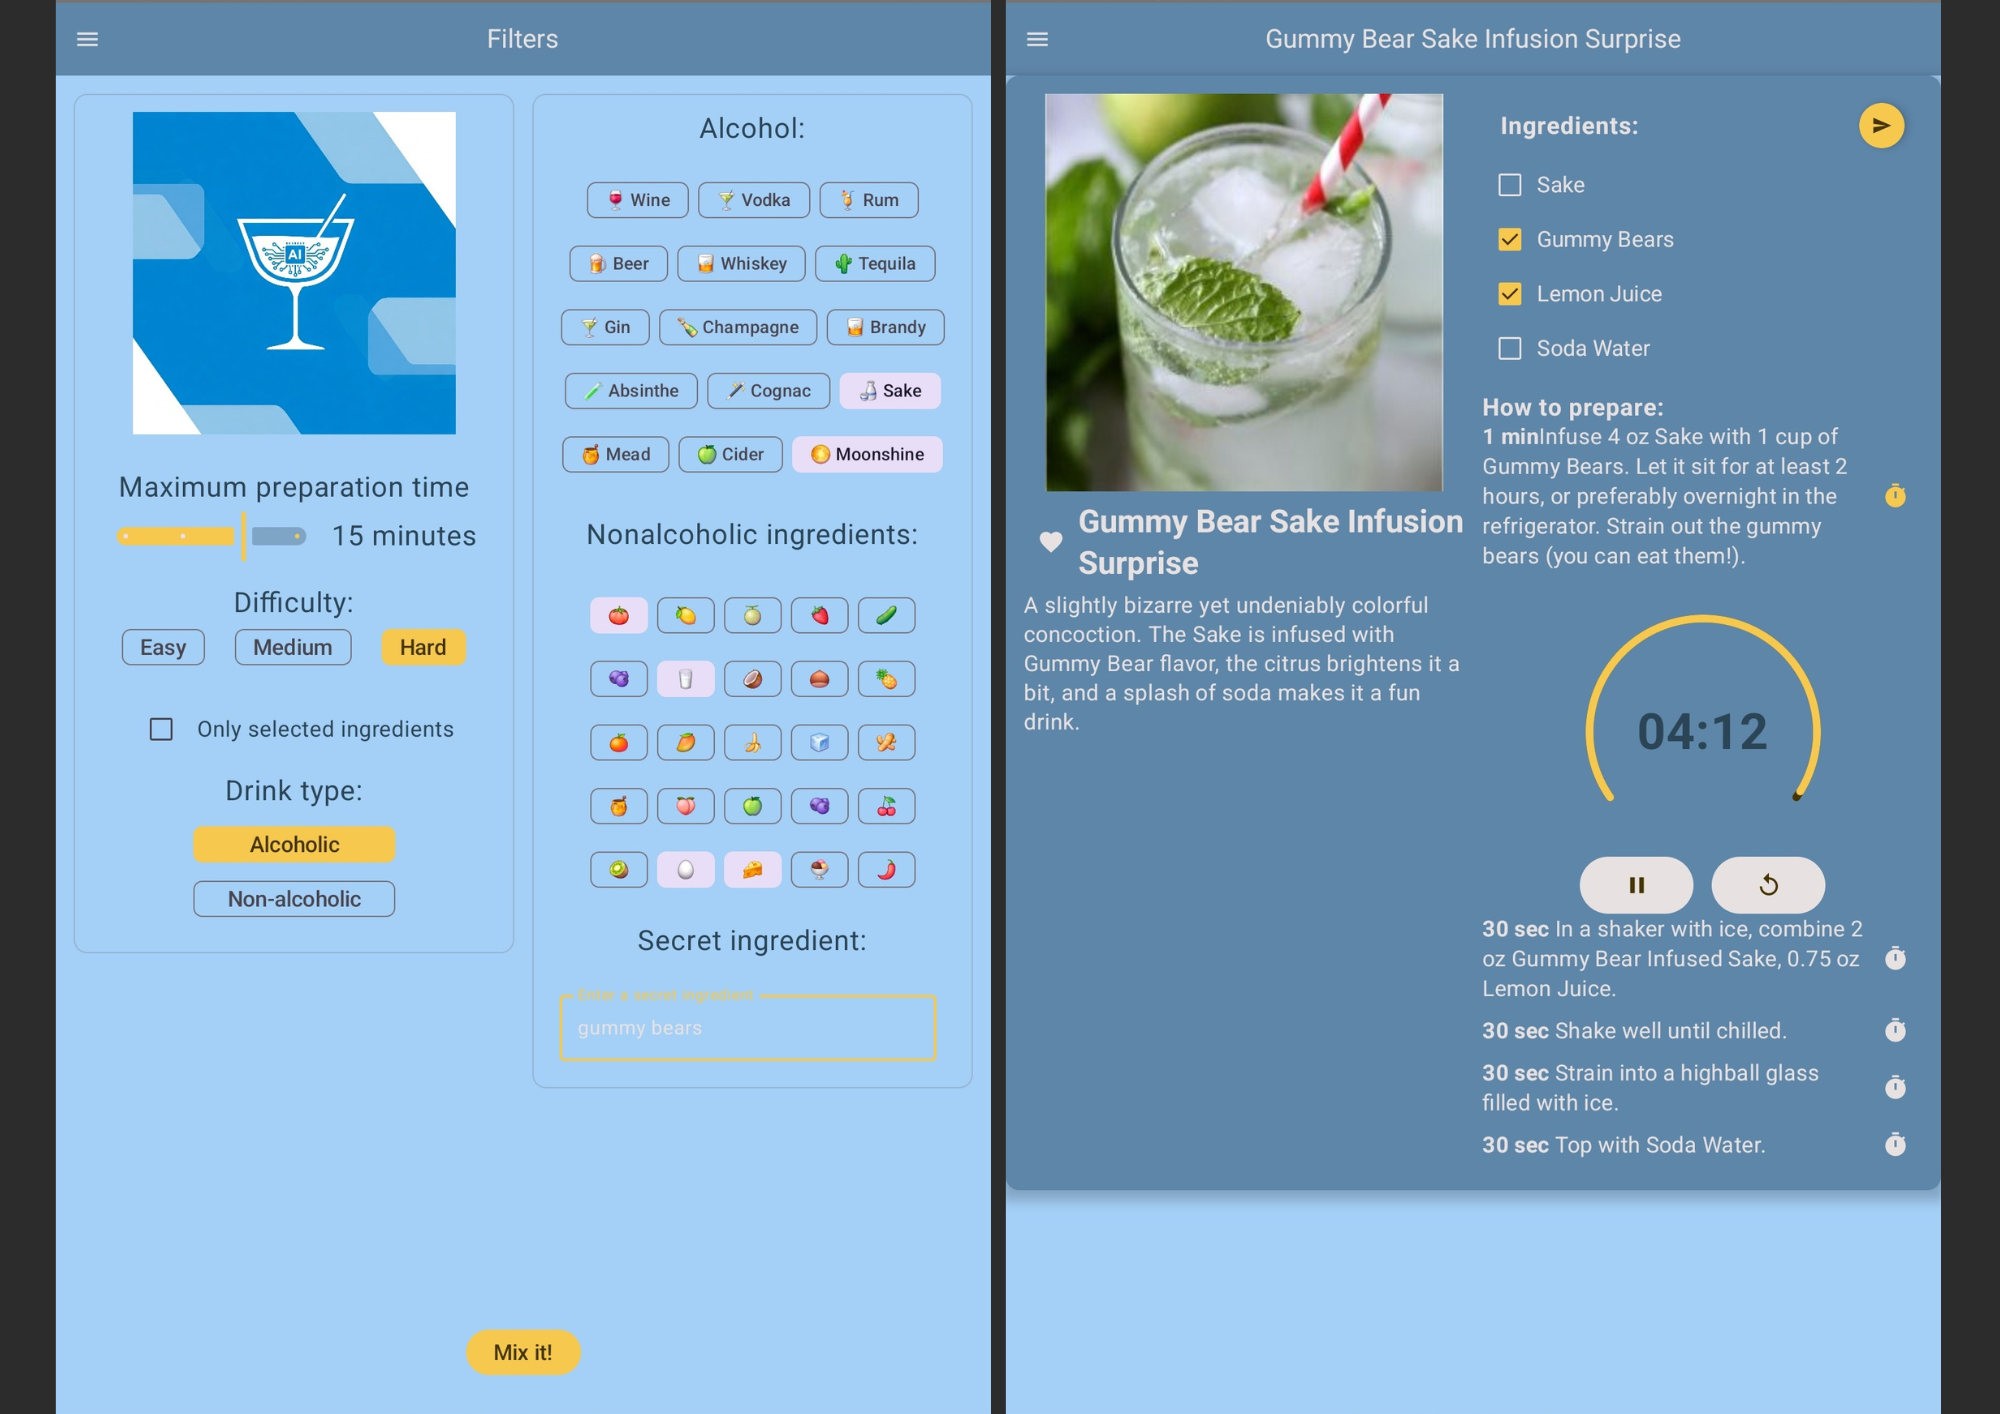 Filters
AI
Maximum preparation time
15 minutes
Difficulty:
Easy
Medium
Hard
Only selected ingredients
Drink type:
Alcoholic
Non-alcoholic
Alcohol:
Wine
Vodka
Rum
Beer
Whiskey
Tequila
Gin
Champagne
Brandy
Absinthe
Cognac
Sake
Mead
Cider
Moonshine
Nonalcoholic ingredients:
Secret ingredient:
Enter a secret ingredient
gummy bears
Mix it!
Gummy Bear Sake Infusion Surprise
Gummy Bear Sake Infusion
Surprise
A slightly bizarre yet undeniably colorful
concoction. The Sake is infused with
Gummy Bear flavor, the citrus brightens it a
bit, and a splash of soda makes it a fun
drink.
Ingredients:
Sake
Gummy Bears
Lemon Juice
Soda Water
How to prepare:
1 minInfuse 4 oz Sake with 1 cup of
Gummy Bears. Let it sit for at least 2
hours, or preferably overnight in the
refrigerator. Strain out the gummy
bears (you can eat them!).
04:12
30 sec In a shaker with ice, combine 2
oz Gummy Bear Infused Sake, 0.75 oz
Lemon Juice.
30 sec Shake well until chilled.
30 sec Strain into a highball glass
filled with ice.
30 sec Top with Soda Water.